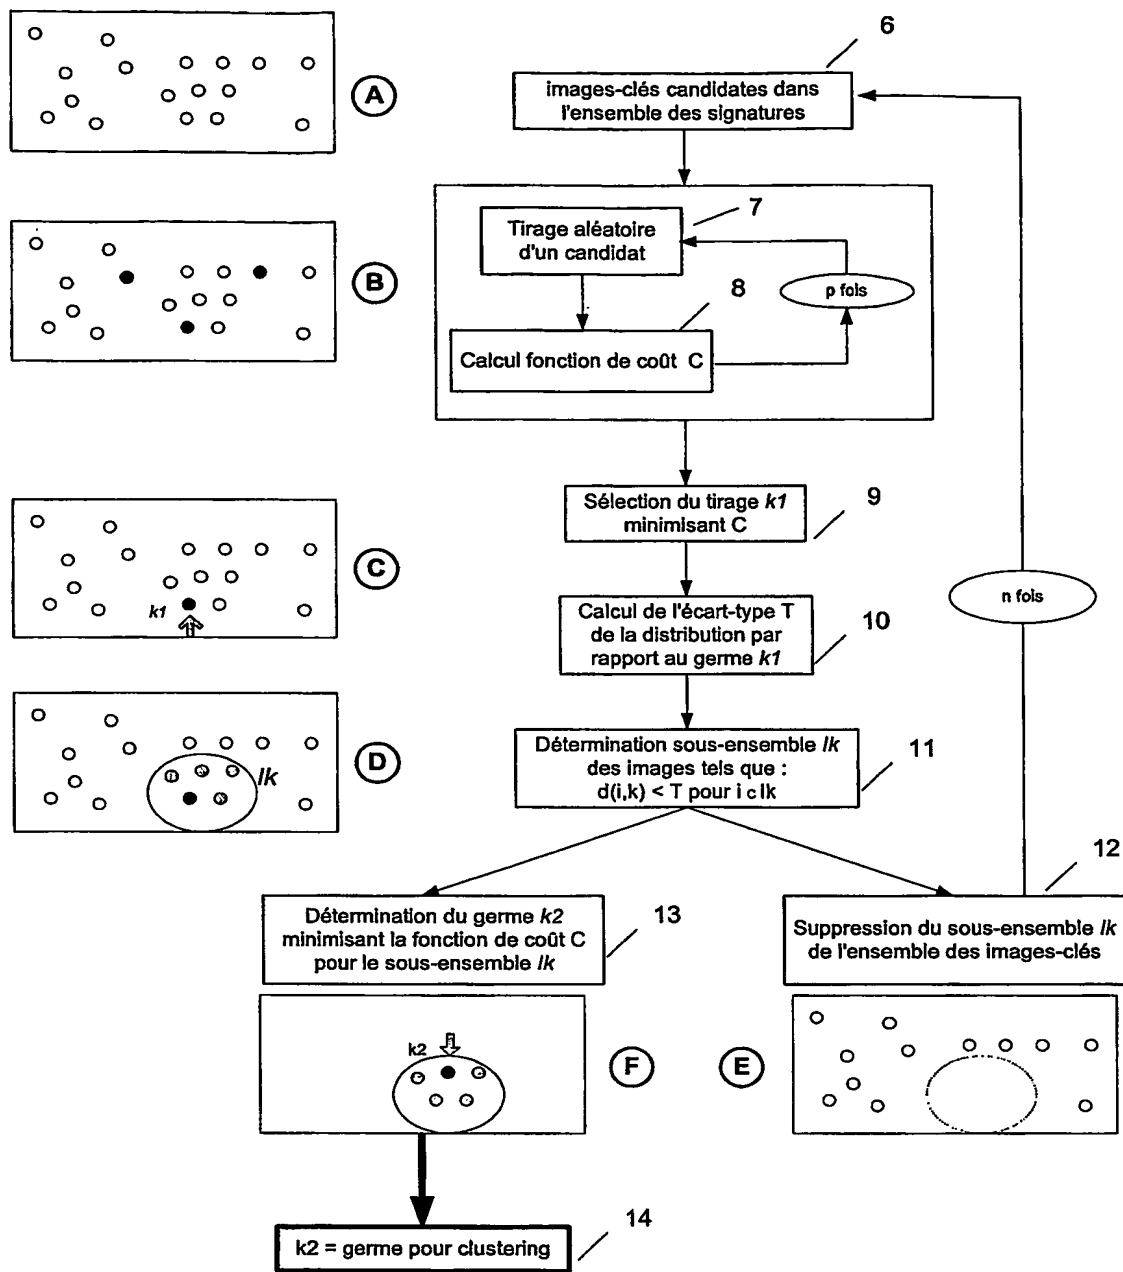 6
images-clés candidates dans
l'ensemble des signatures
A
7
Tirage aléatoire
d'un candidat
B
8
p fois
Calcul fonction de coût C
Sélection du tirage k1
minimisant C
9
C
k1
n fois
Calcul de l'écart-type T
de la distribution par
rapport au germe k1
10
D
Ik
Détermination sous-ensemble Ik
des images tels que :
d(i,k) < T pour i c Ik
11
12
Détermination du germe k2
minimisant la fonction de coût C
pour le sous-ensemble Ik
13
Suppression du sous-ensemble Ik
de l'ensemble des images-clés
k2
F
E
14
k2 = germe pour clustering